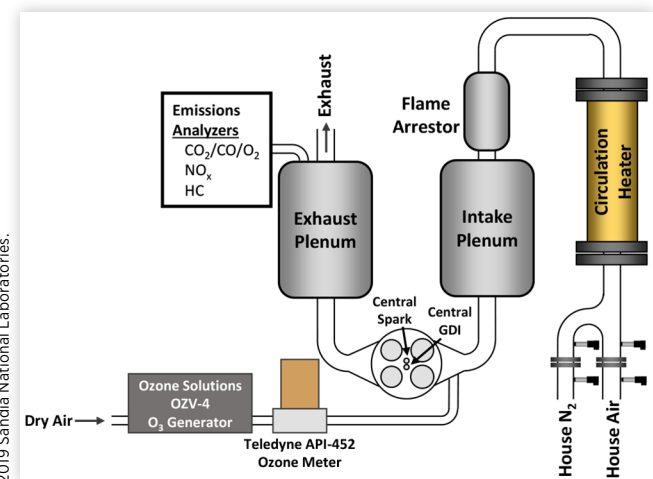 Emissions
Analyzers
CO₂/CO/O₂
NOₓ
HC
Exhaust
Flame
Arrestor
Circulation
Heater
Exhaust
Plenum
Intake
Plenum
Central
Spark
Central
GDI
Ozone Solutions
OZV-4
O₃ Generator
Dry Air
Teledyne API-452
Ozone Meter
House N₂
House Air
2019 Sandia National Laboratories.